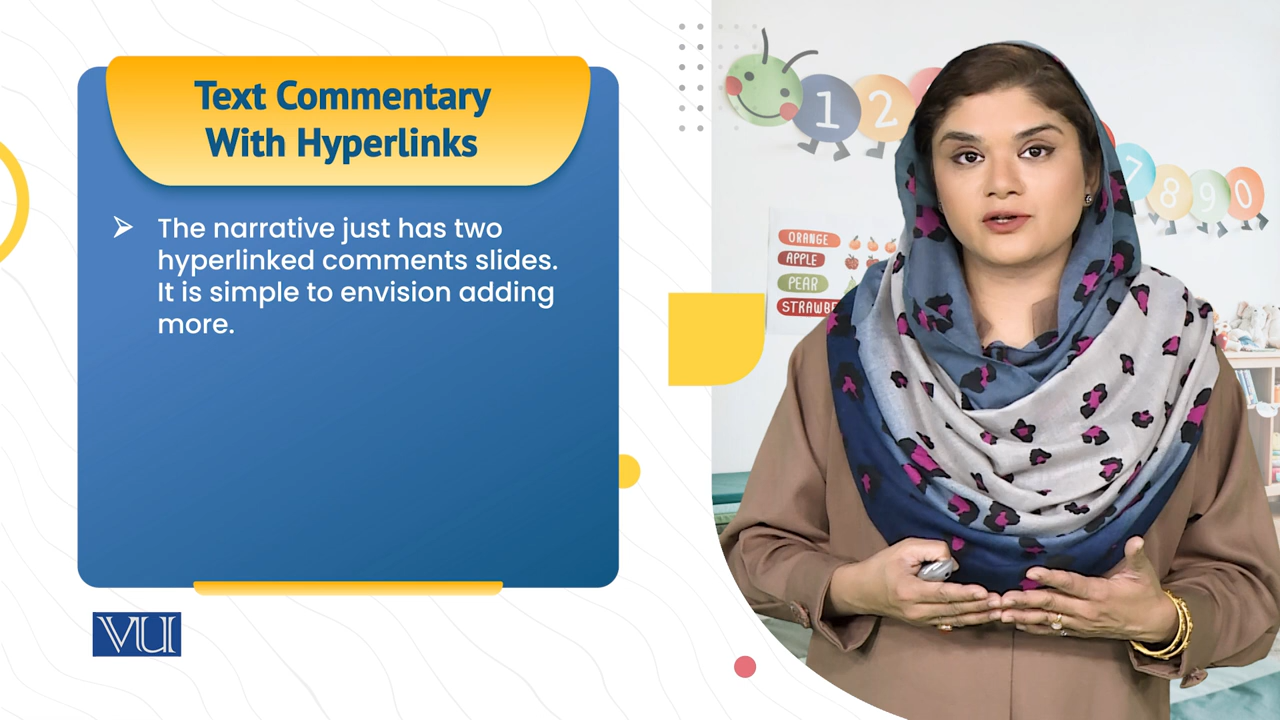 Text Commentary
With Hyperlinks
The narrative just has two
hyperlinked comments slides.
It is simple to envision adding
more.
VU
1 2
7 8 9 0
ORANGE
APPLE
PEAR
STRAWBE